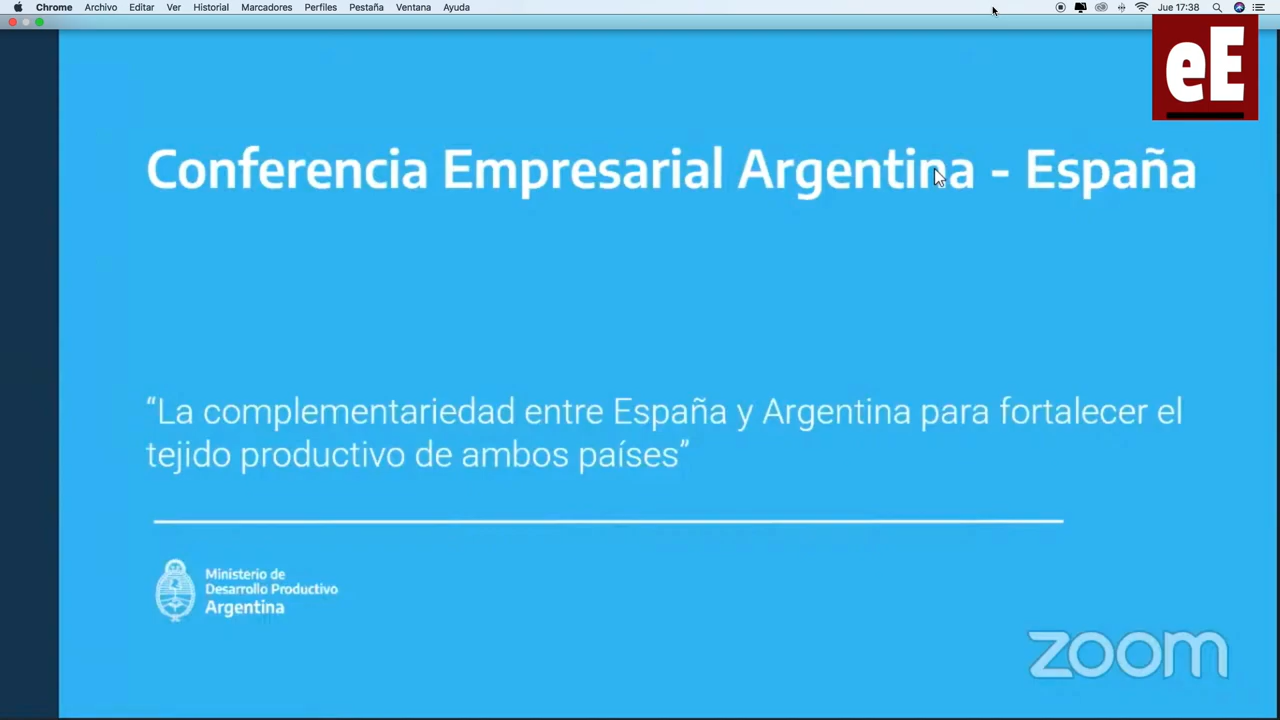 Chrome Archivo Editar Ver Historial Marcadores Perfiles Pestaña Ventana Ayuda Jue 17:38
eE
Conferencia Empresarial Argentina - España
“La complementariedad entre España y Argentina para fortalecer el
tejido productivo de ambos países”
Ministerio de
Desarrollo Productivo
Argentina
zoom